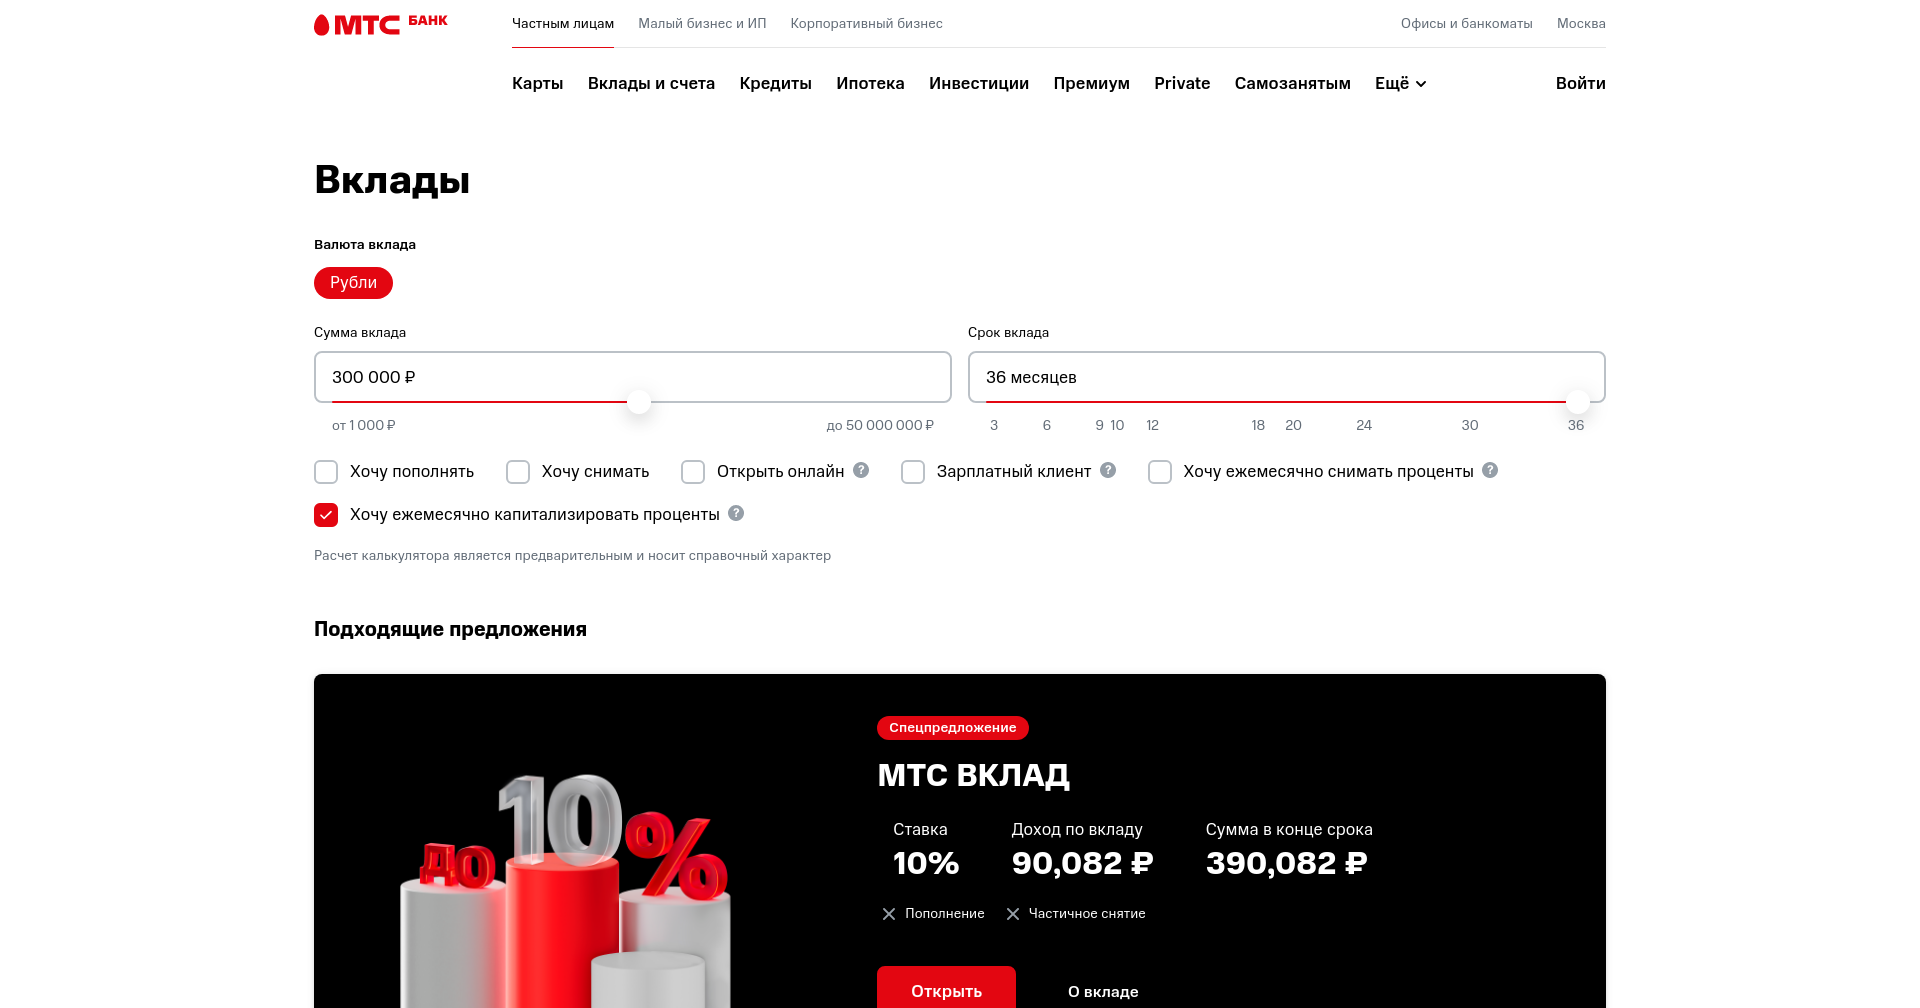 МТС БАНК
Частным лицам Малый бизнес и ИП Корпоративный бизнес Офисы и банкоматы Москва
Карты Вклады и счета Кредиты Ипотека Инвестиции Премиум Private Самозанятым Ещё Войти
Вклады
Валюта вклада
Рубли
Сумма вклада
300 000 ₽
от 1 000 ₽ до 50 000 000 ₽
Срок вклада
36 месяцев
3 6 9 10 12 18 20 24 30 36
Хочу пополнять Хочу снимать Открыть онлайн ? Зарплатный клиент ? Хочу ежемесячно снимать проценты ?
Хочу ежемесячно капитализировать проценты ?
Расчет калькулятора является предварительным и носит справочный характер
Подходящие предложения
до 10%
Спецпредложение
МТС ВКЛАД
Ставка Доход по вкладу Сумма в конце срока
10% 90,082 ₽ 390,082 ₽
Пополнение Частичное снятие
Открыть О вкладе